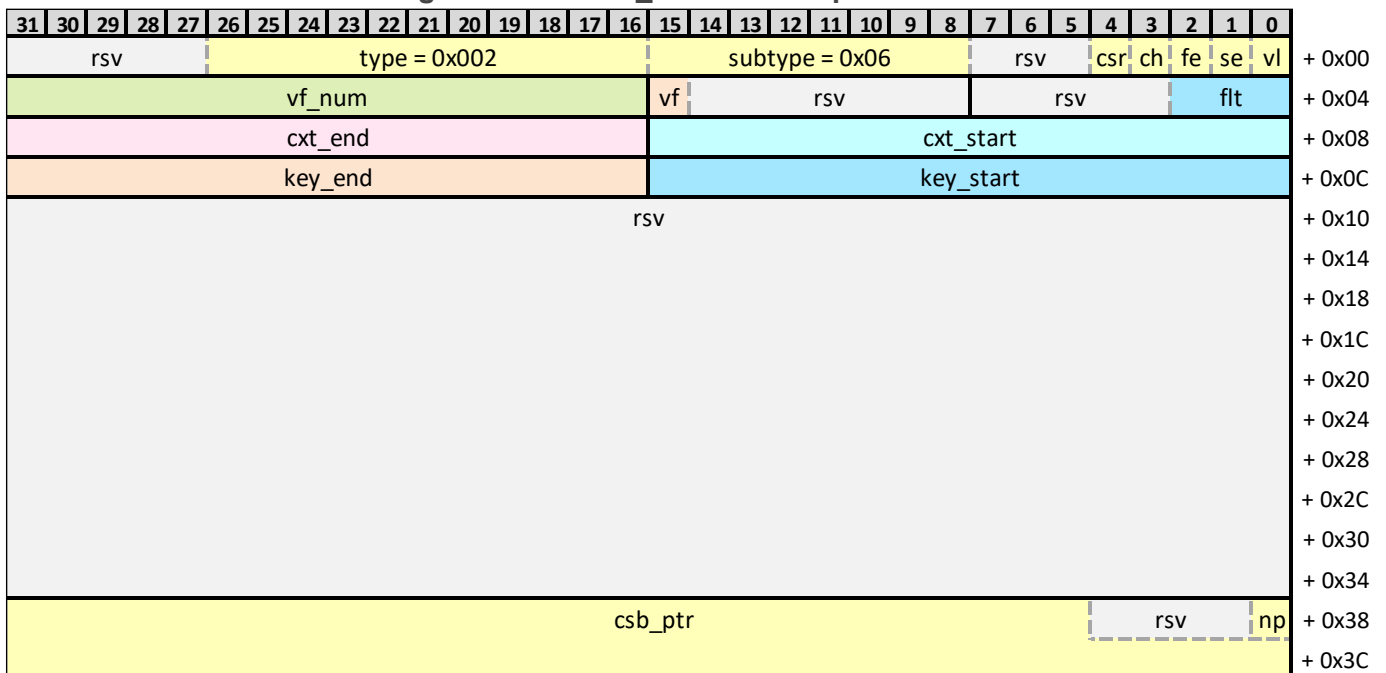 31 30 29 28 27 26 25 24 23 22 21 20 19 18 17 16 15 14 13 12 11 10 9 8 7 6 5 4 3 2 1 0
rsv type = 0x002 subtype = 0x06 rsv csr ch fe se vl + 0x00
vf_num vf rsv rsv flt + 0x04
cxt_end cxt_start + 0x08
key_end key_start + 0x0C
rsv + 0x10
+ 0x14
+ 0x18
+ 0x1C
+ 0x20
+ 0x24
+ 0x28
+ 0x2C
+ 0x30
+ 0x34
csb_ptr rsv np + 0x38
+ 0x3C